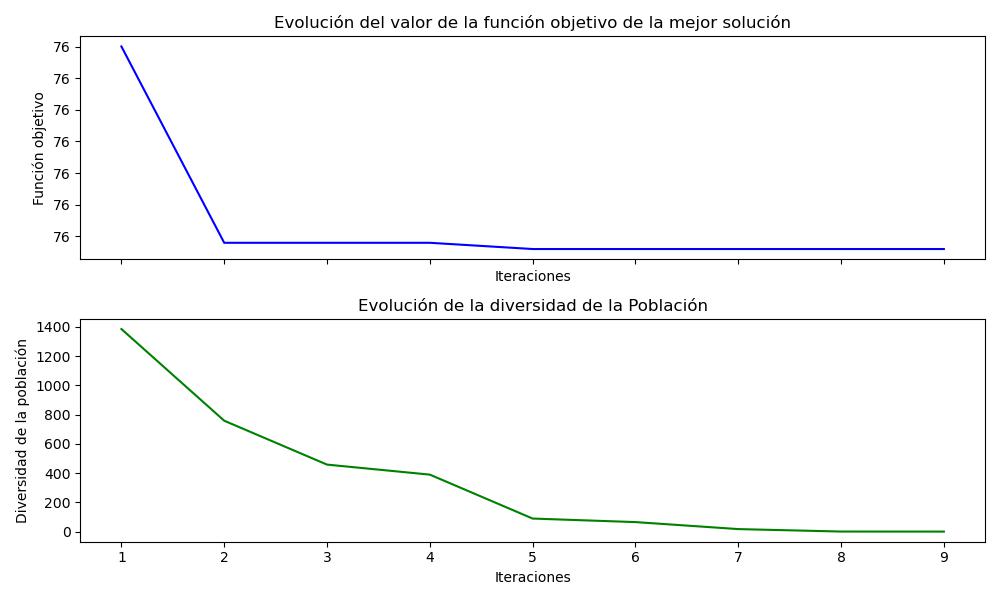 Evolución del valor de la función objetivo de la mejor solución
76
76
76
76
76
76
76
Función objetivo
Iteraciones
Evolución de la diversidad de la Población
1400
1200
1000
800
600
400
200
0
Diversidad de la población
1 2 3 4 5 6 7 8 9
Iteraciones